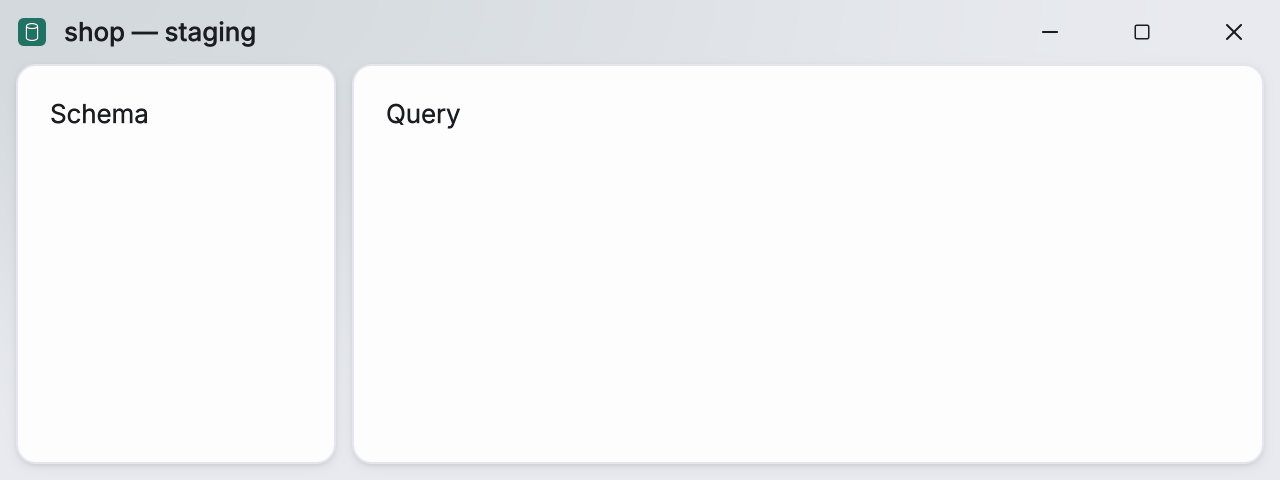 shop — staging
Schema
Query